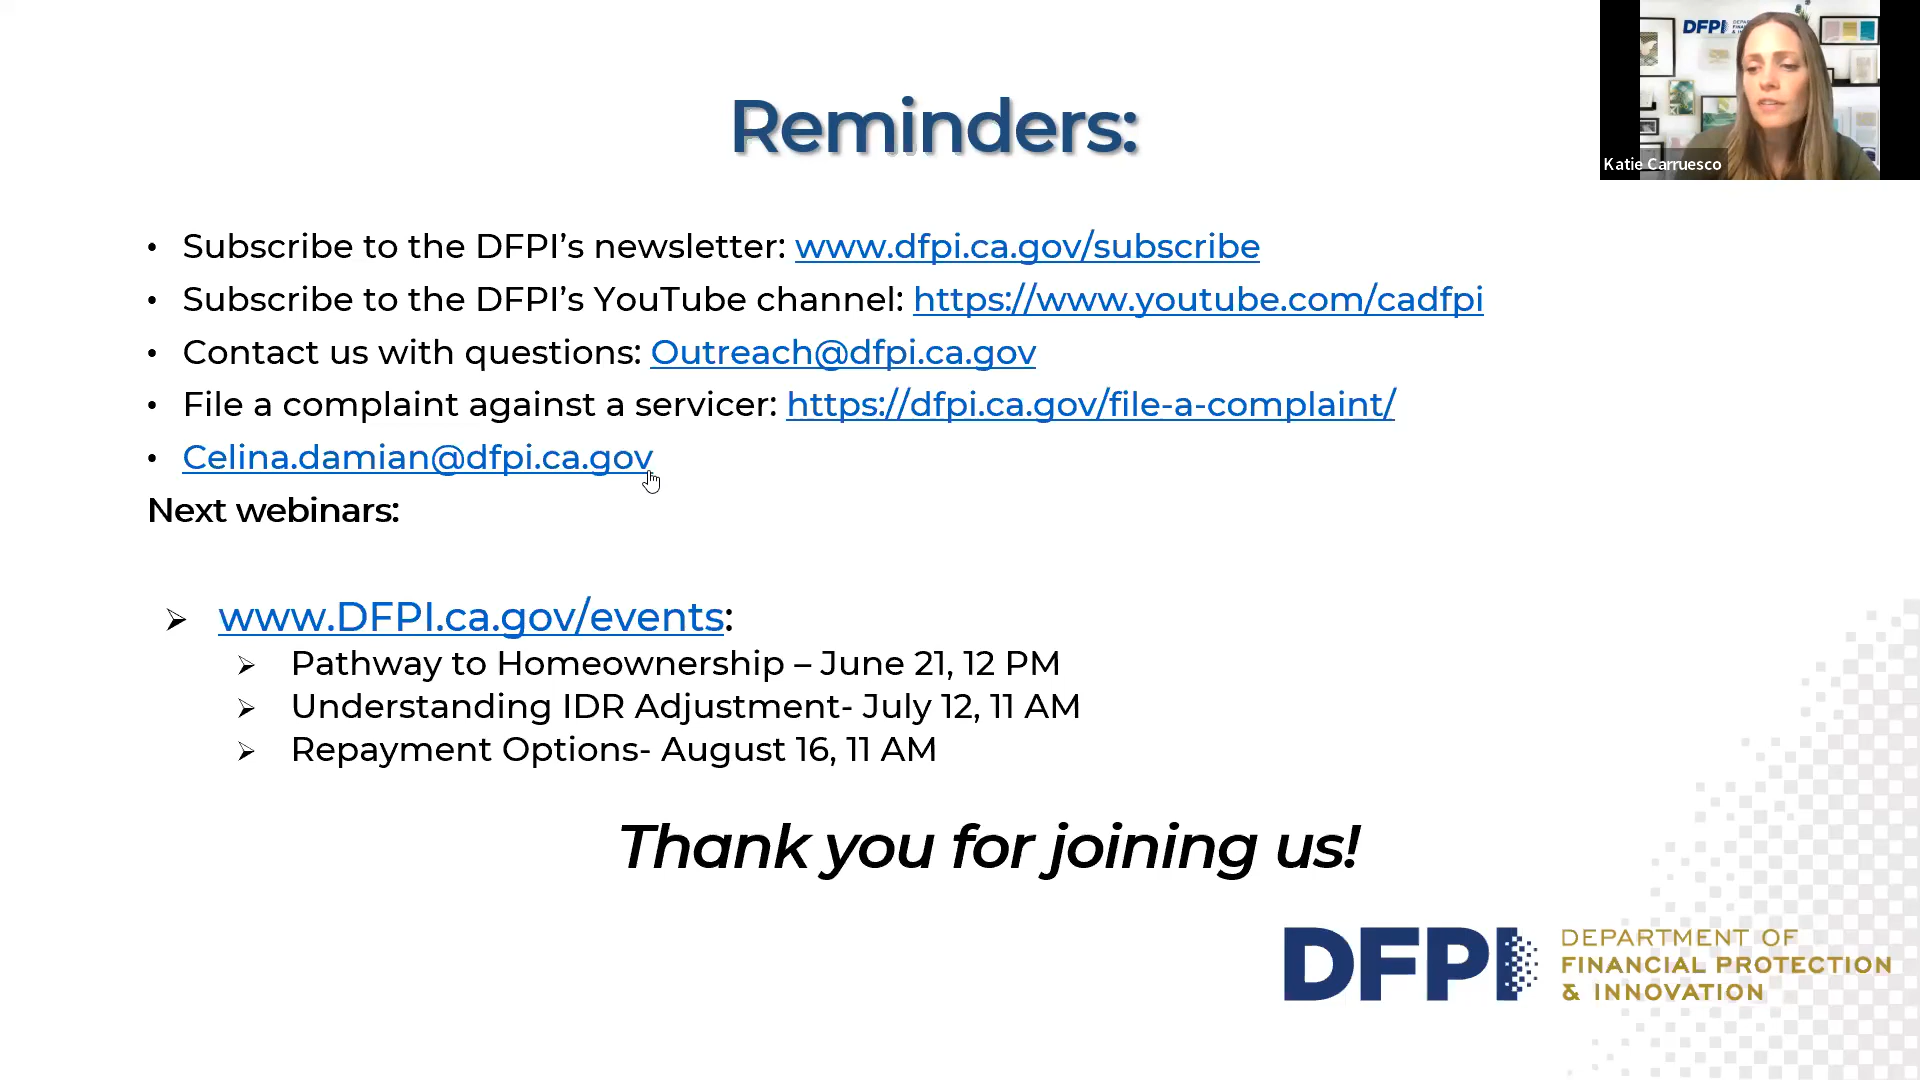 DFPI
Katie Carruesco
Reminders:
• Subscribe to the DFPI’s newsletter: www.dfpi.ca.gov/subscribe
• Subscribe to the DFPI’s YouTube channel: https://www.youtube.com/cadfpi
• Contact us with questions: Outreach@dfpi.ca.gov
• File a complaint against a servicer: https://dfpi.ca.gov/file-a-complaint/
• Celina.damian@dfpi.ca.gov
Next webinars:
➢ www.DFPI.ca.gov/events:
➢ Pathway to Homeownership – June 21, 12 PM
➢ Understanding IDR Adjustment- July 12, 11 AM
➢ Repayment Options- August 16, 11 AM
Thank you for joining us!
DFPI
DEPARTMENT OF
FINANCIAL PROTECTION
& INNOVATION